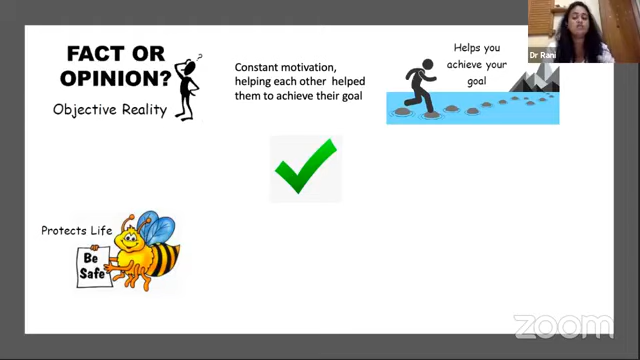 FACT OR
OPINION?
Objective Reality
?
Constant motivation,
helping each other helped
them to achieve their goal
Helps you
achieve your
goal
Dr Rani
Protects Life
Be
Safe
zoom